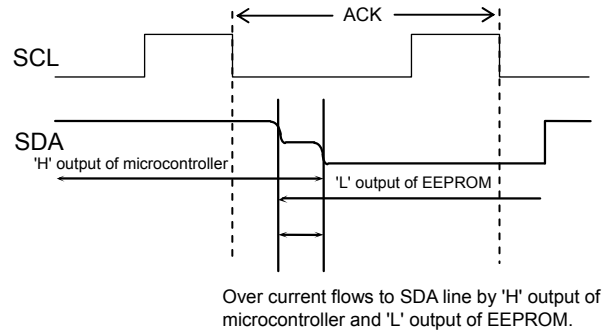 ACK
SCL
SDA
'H' output of microcontroller
'L' output of EEPROM
Over current flows to SDA line by 'H' output of
microcontroller and 'L' output of EEPROM.